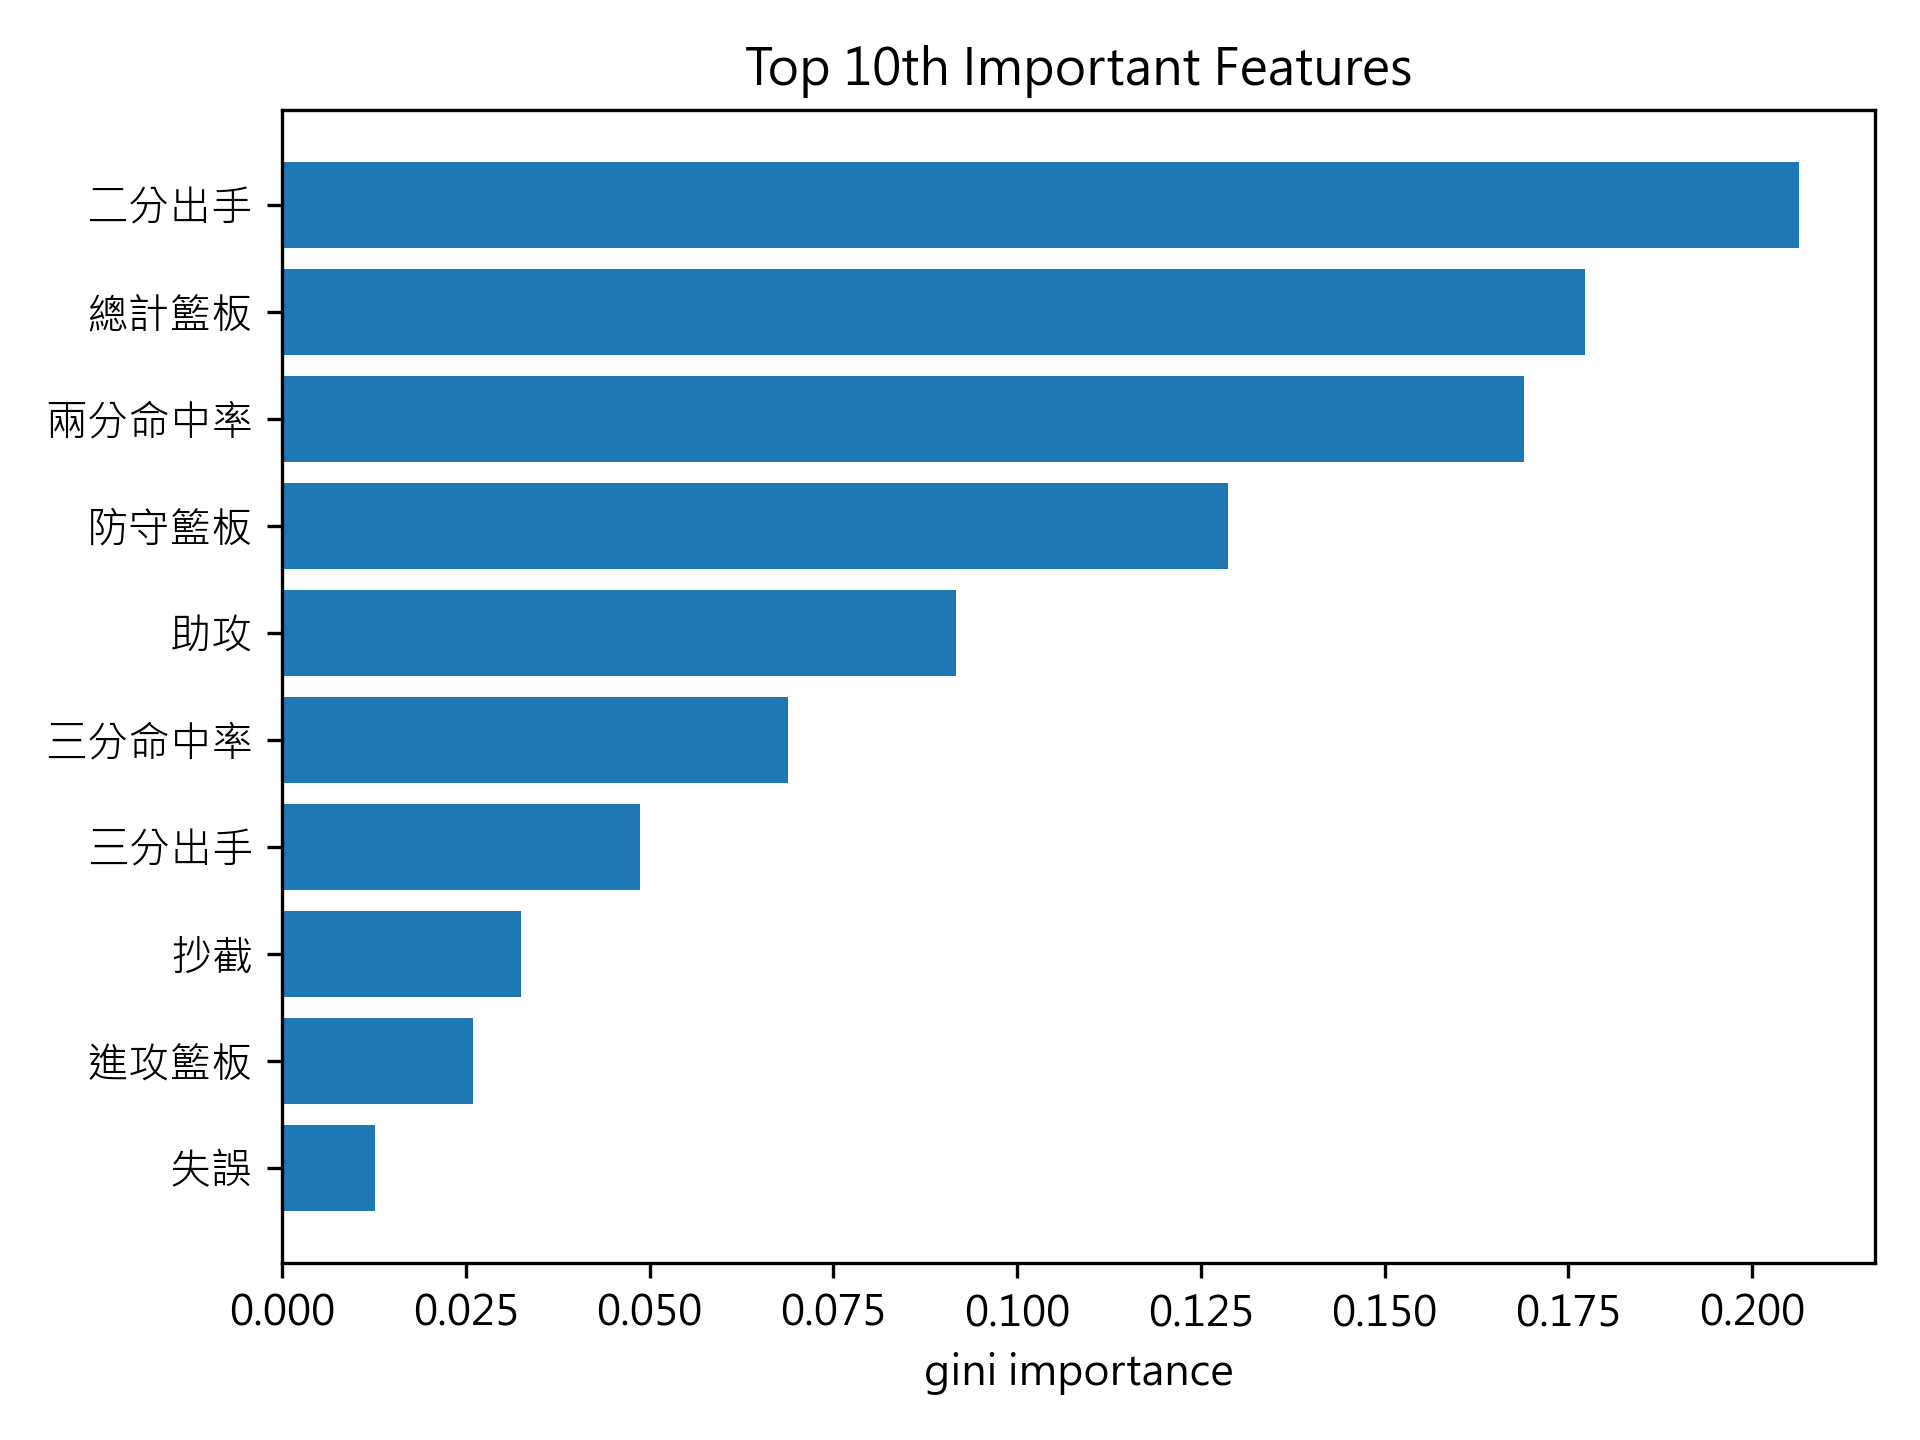 Top 10th Important Features
二分出手
總計籃板
兩分命中率
防守籃板
助攻
三分命中率
三分出手
抄截
進攻籃板
失誤
0.000 0.025 0.050 0.075 0.100 0.125 0.150 0.175 0.200
gini importance